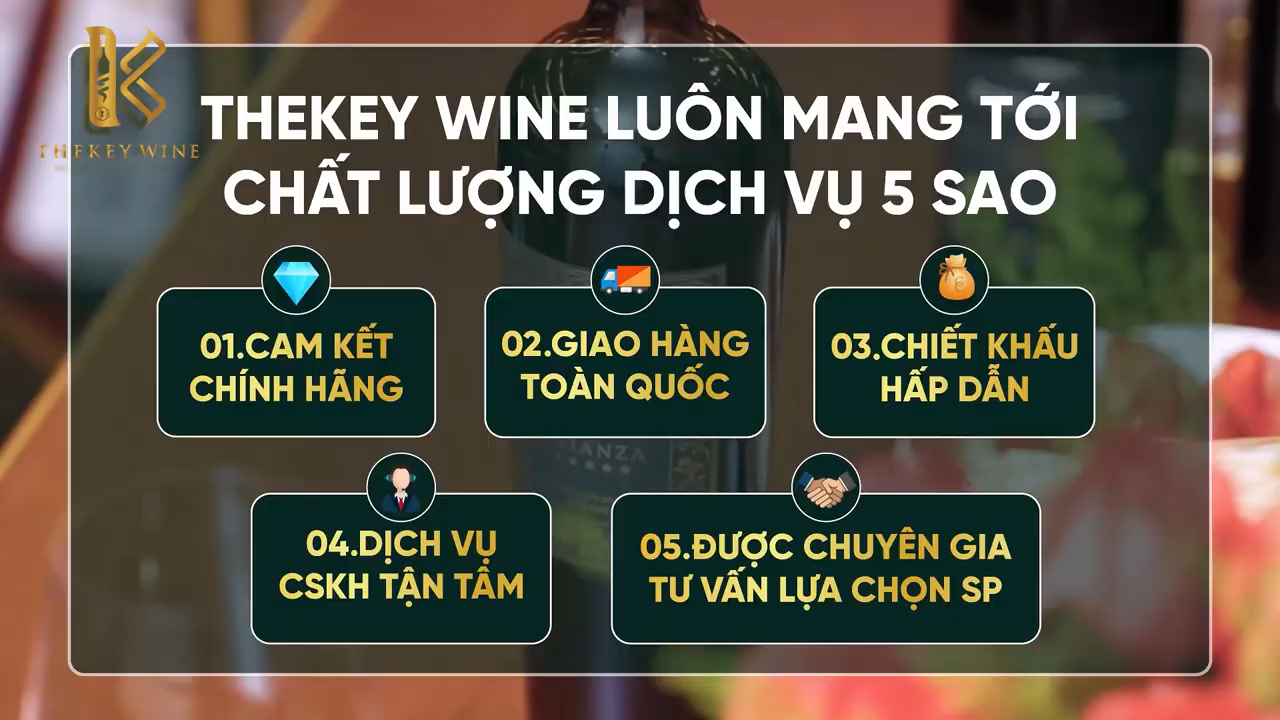 THEKEY WINE
THEKEY WINE LUÔN MANG TỚI
CHẤT LƯỢNG DỊCH VỤ 5 SAO
01.CAM KẾT
CHÍNH HÃNG
02.GIAO HÀNG
TOÀN QUỐC
03.CHIẾT KHẤU
HẤP DẪN
04.DỊCH VỤ
CSKH TẬN TÂM
05.ĐƯỢC CHUYÊN GIA
TƯ VẤN LỰA CHỌN SP